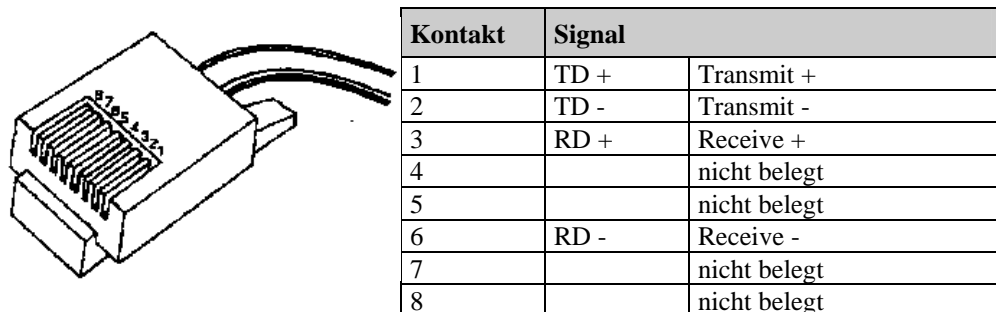 87654321
Kontakt Signal
1 TD + Transmit +
2 TD - Transmit -
3 RD + Receive +
4 nicht belegt
5 nicht belegt
6 RD - Receive -
7 nicht belegt
8 nicht belegt